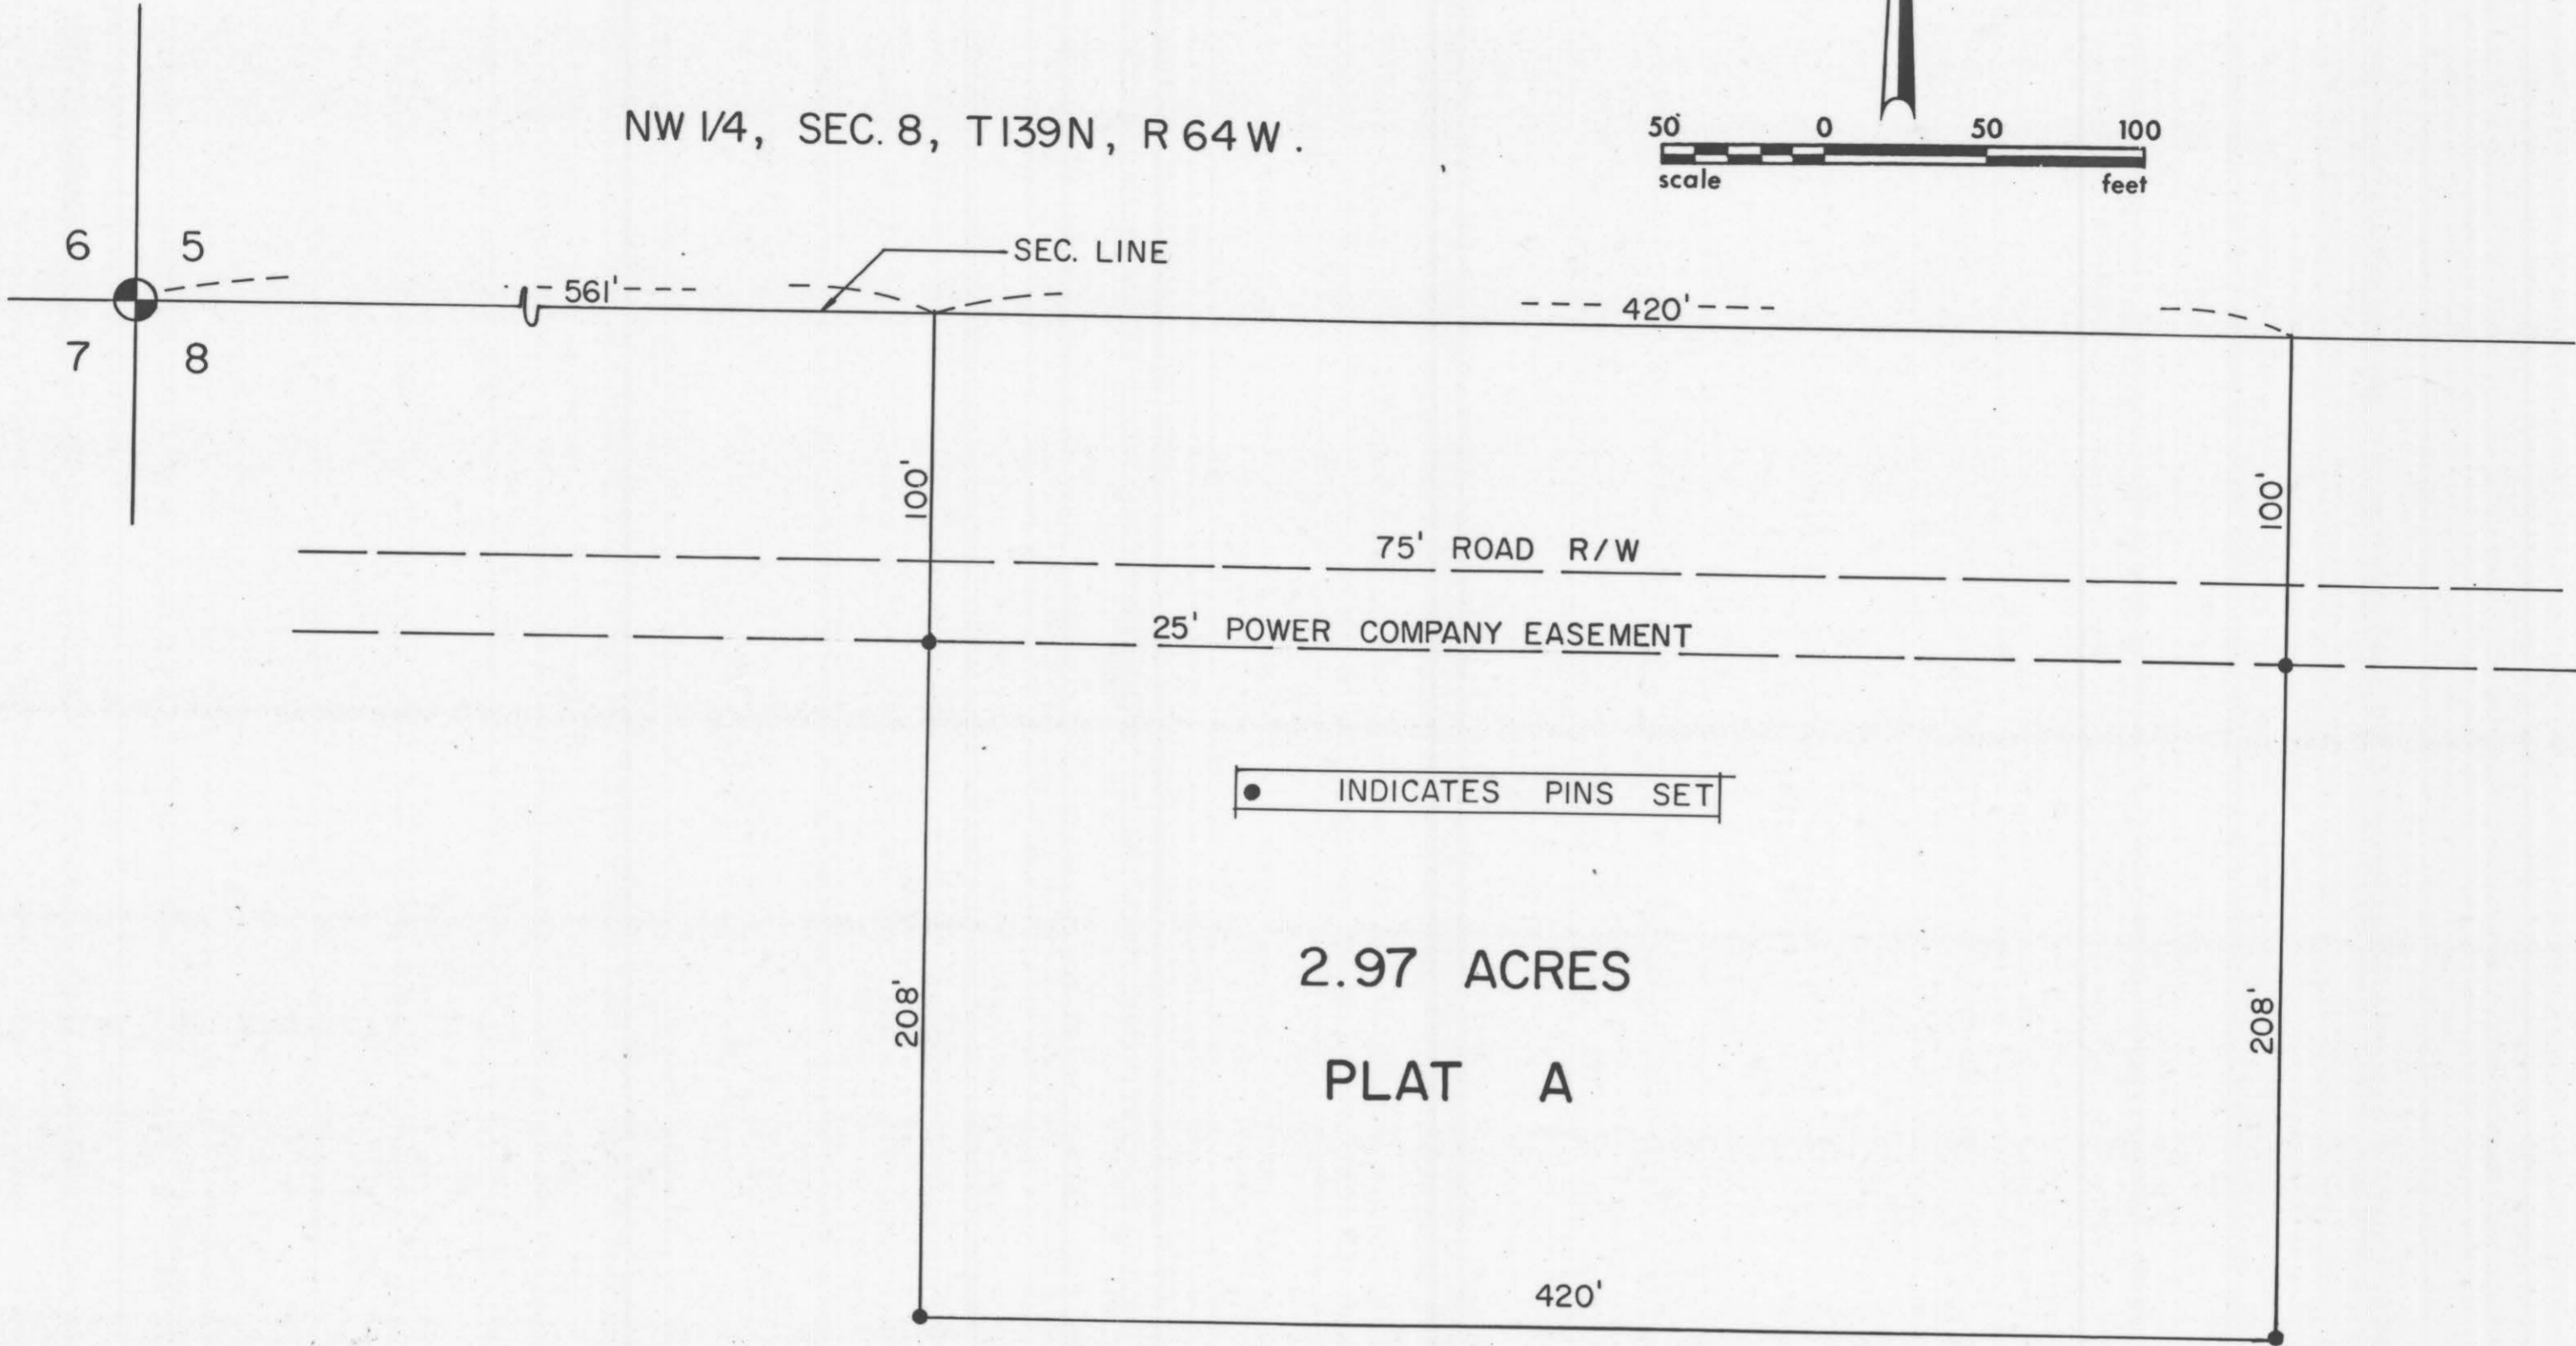 NW 1/4, SEC. 8, T139N, R 64 W.
50' 0 50 100
scale feet
6 5
7 8
SEC. LINE
561'
420'
100'
100'
75' ROAD R/W
25' POWER COMPANY EASEMENT
INDICATES PINS SET
2.97 ACRES
PLAT A
208'
208'
420'